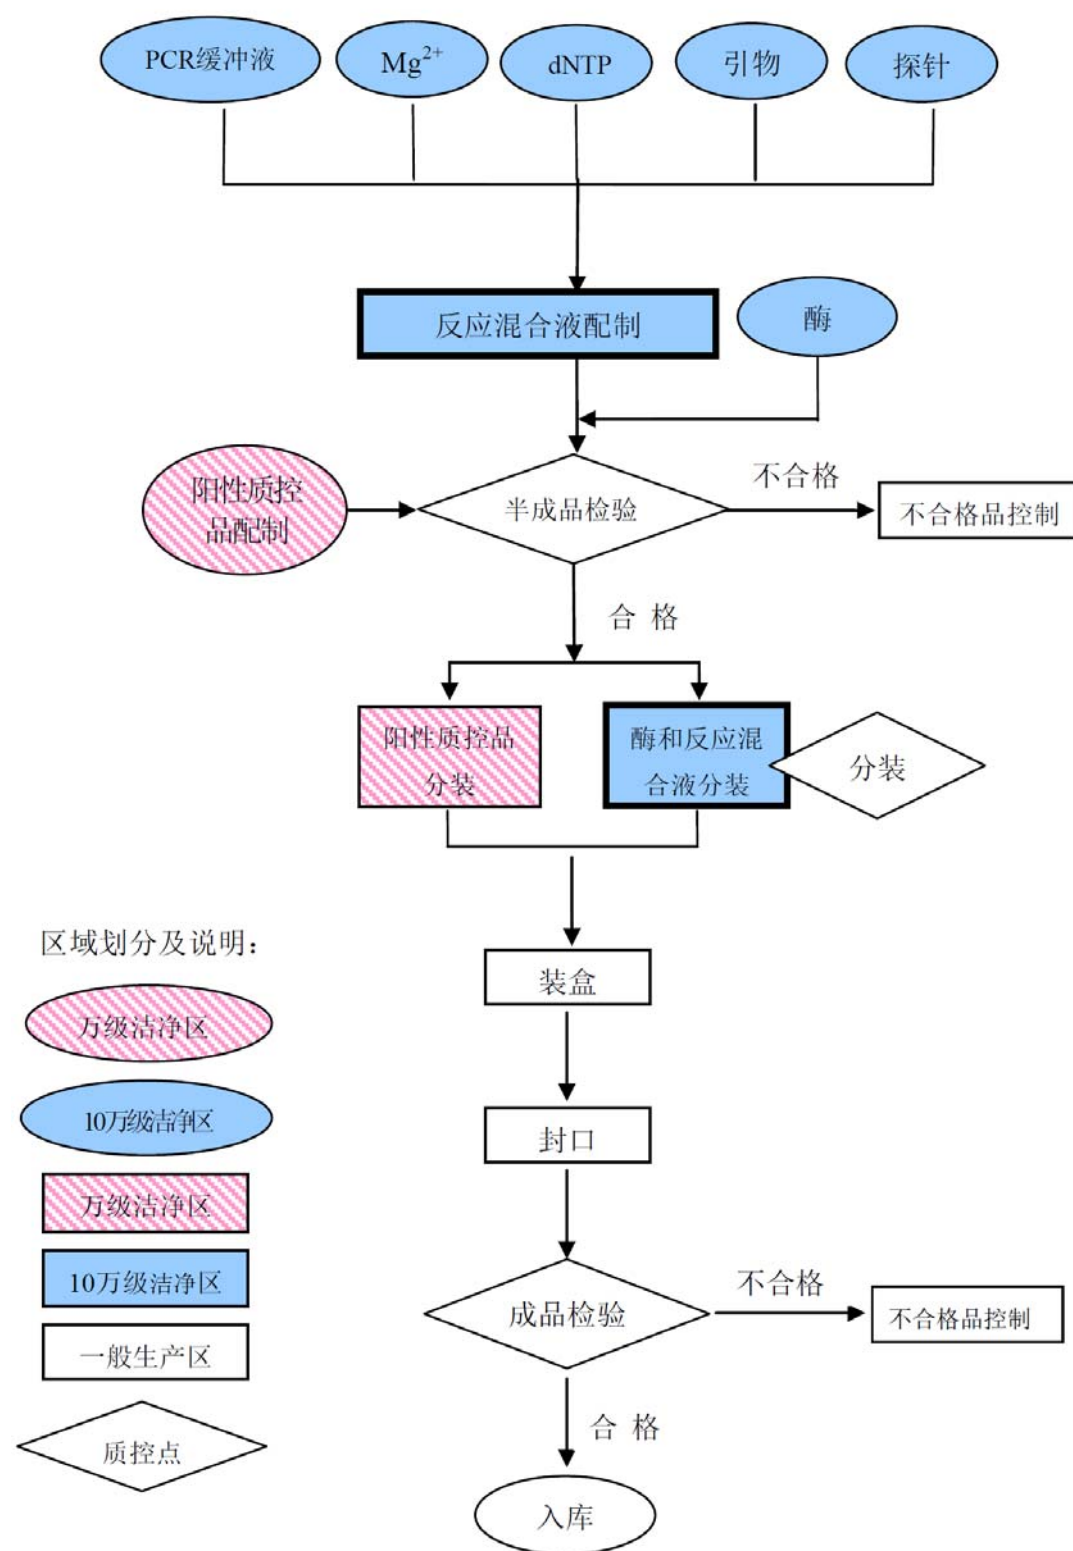 PCR缓冲液
Mg²⁺
dNTP
引物
探针
反应混合液配制
酶
阳性质控
品配制
半成品检验
不合格
不合格品控制
合 格
阳性质控品
分装
酶和反应混
合液分装
分装
装盒
区域划分及说明：
万级洁净区
10万级洁净区
万级洁净区
10万级洁净区
一般生产区
质控点
封口
成品检验
不合格
不合格品控制
合 格
入库